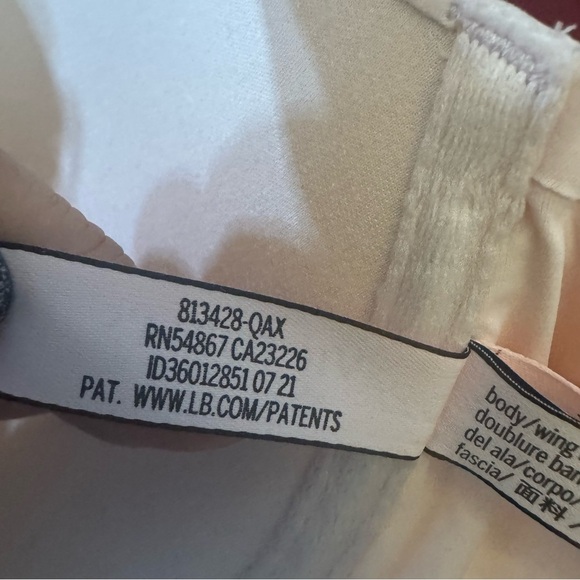 813428-QAX
RN54867 CA23226
ID36012851 07 21
PAT. WWW.LB.COM/PATENTS
body/wing
doublure ban
del ala/corpo/
fascia/ 面料 /